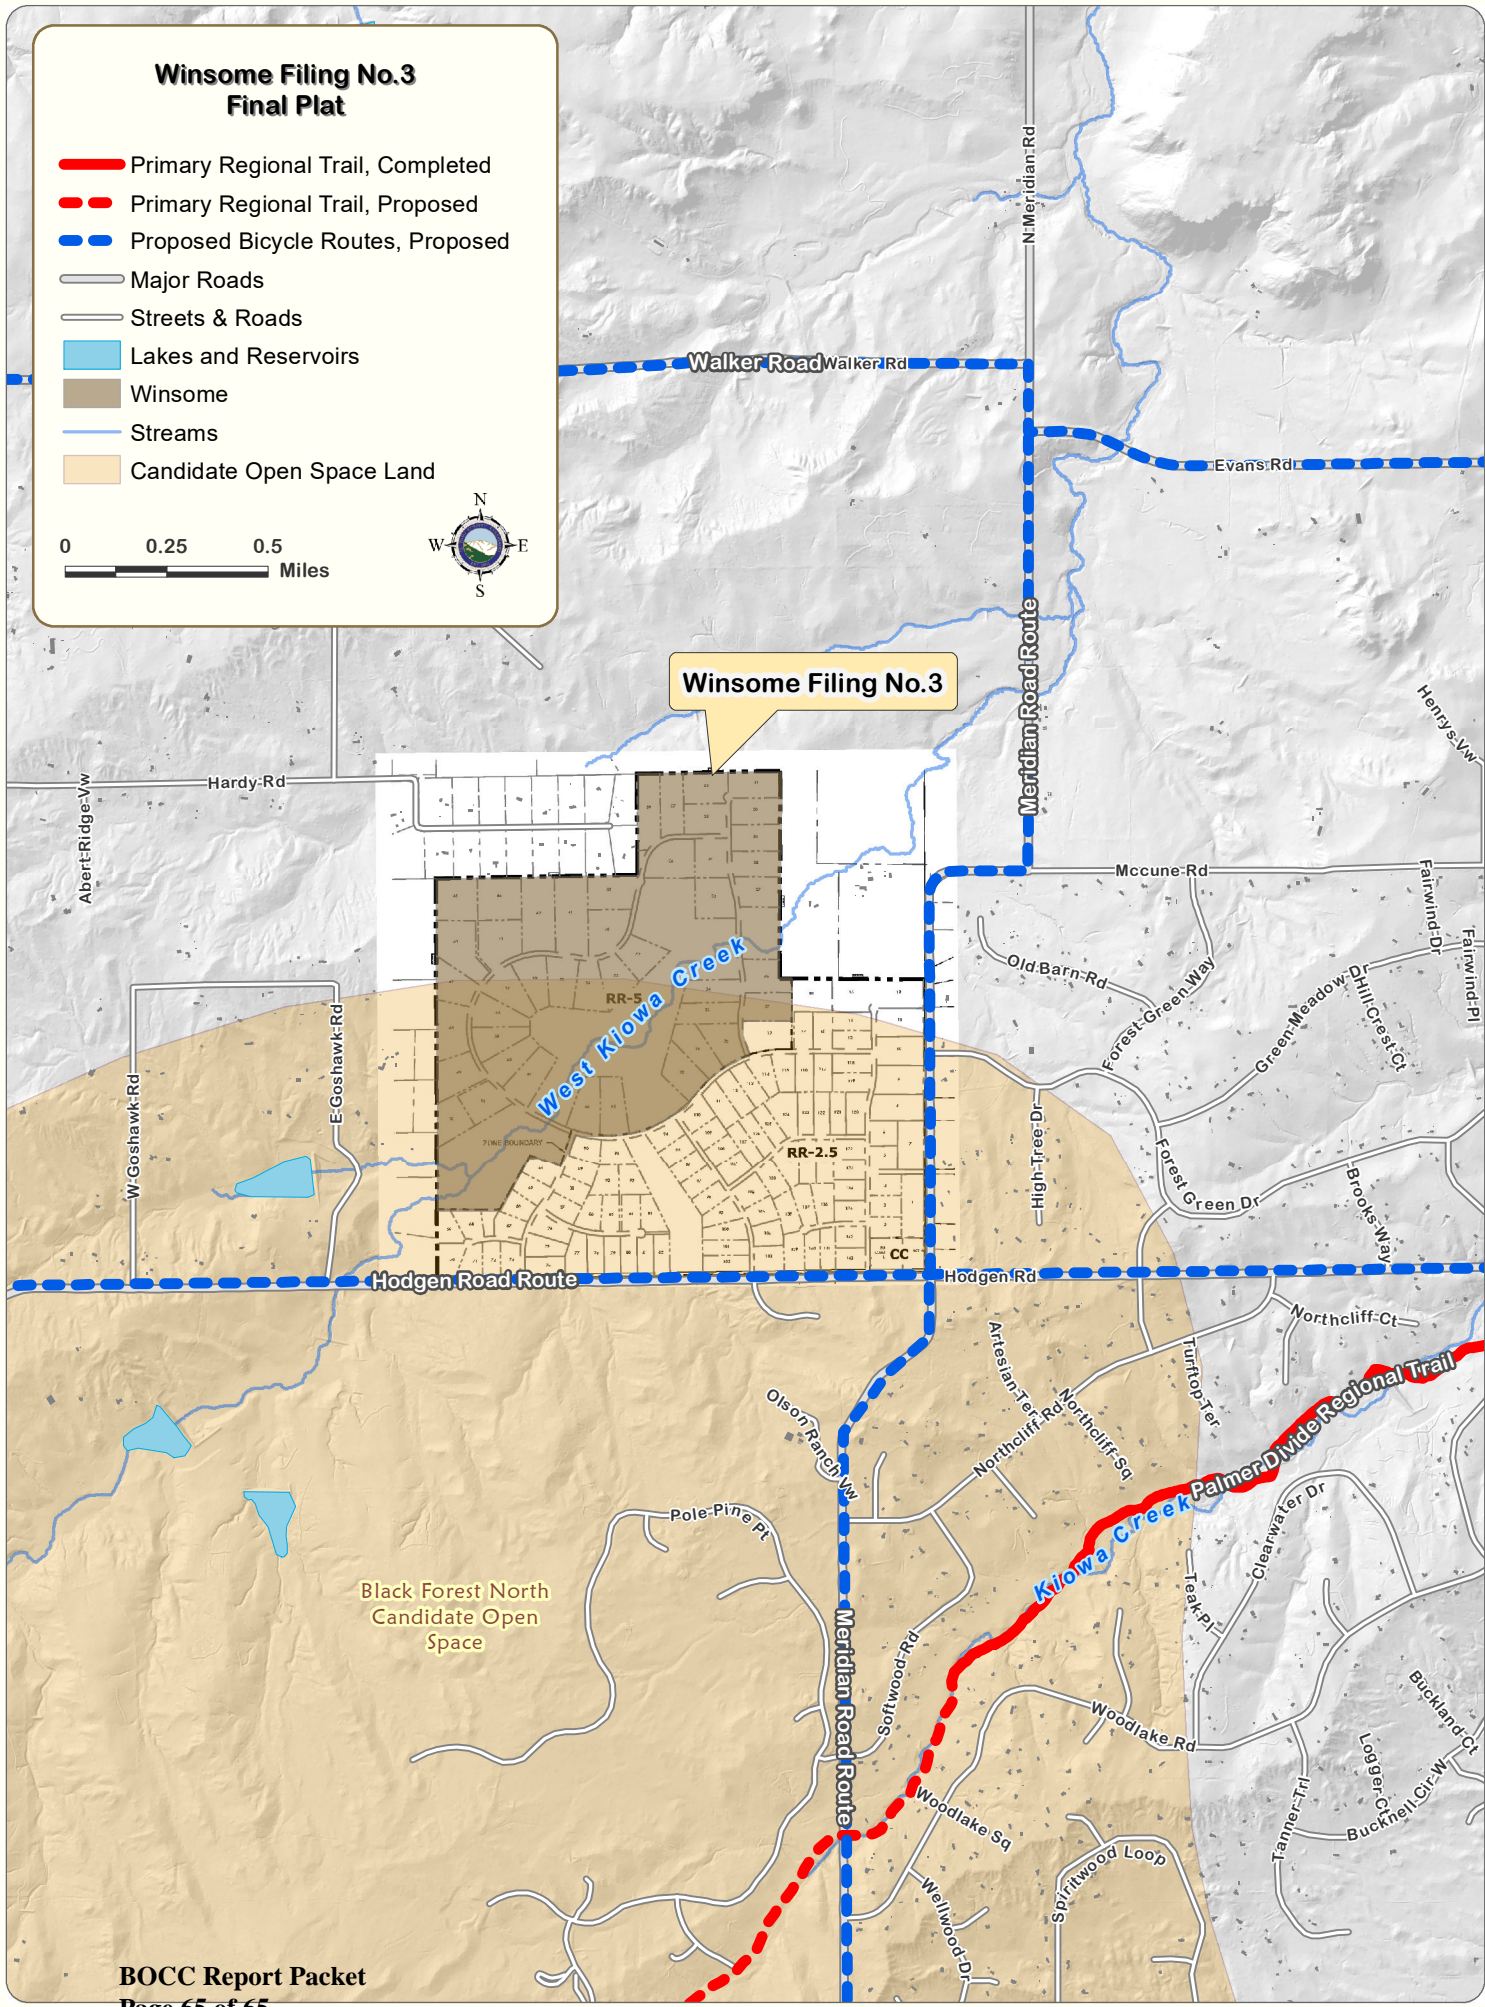 Winsome Filing No.3
Final Plat
Primary Regional Trail, Completed
Primary Regional Trail, Proposed
Proposed Bicycle Routes, Proposed
Major Roads
Streets & Roads
Lakes and Reservoirs
Winsome
Streams
Candidate Open Space Land
0 0.25 0.5
Miles
N
W E
S
N Meridian Rd
Walker Road
Walker Rd
Evans Rd
Meridian Road Route
Winsome Filing No.3
Henrys Vw
Hardy Rd
Abert Ridge Vw
Mccune Rd
Fairwind Dr
Fairwind Pl
Old Barn Rd
Forest Green Way
Green Meadow Dr
Hill Crest Ct
RR-5
West Kiowa Creek
W Goshawk Rd
E Goshawk Rd
ZONE BOUNDARY
RR-2.5
CC
High Tree Dr
Forest Green Dr
Brooks Way
Hodgen Road Route
Hodgen Rd
Northcliff Ct
Artesian Ter
Turftop Ter
Northcliff Rd
Northcliff Sq
Palmer Divide Regional Trail
Olson Ranch Vw
Pole Pine Pt
Kiowa Creek
Clearwater Dr
Teak Pl
Black Forest North
Candidate Open
Space
Meridian Road Route
Softwood Rd
Woodlake Rd
Buckland Ct
Logger Ct
Bucknell Cir W
Tanner Trl
Woodlake Sq
Spiritwood Loop
Wellwood Dr
BOCC Report Packet
Page 65 of 65